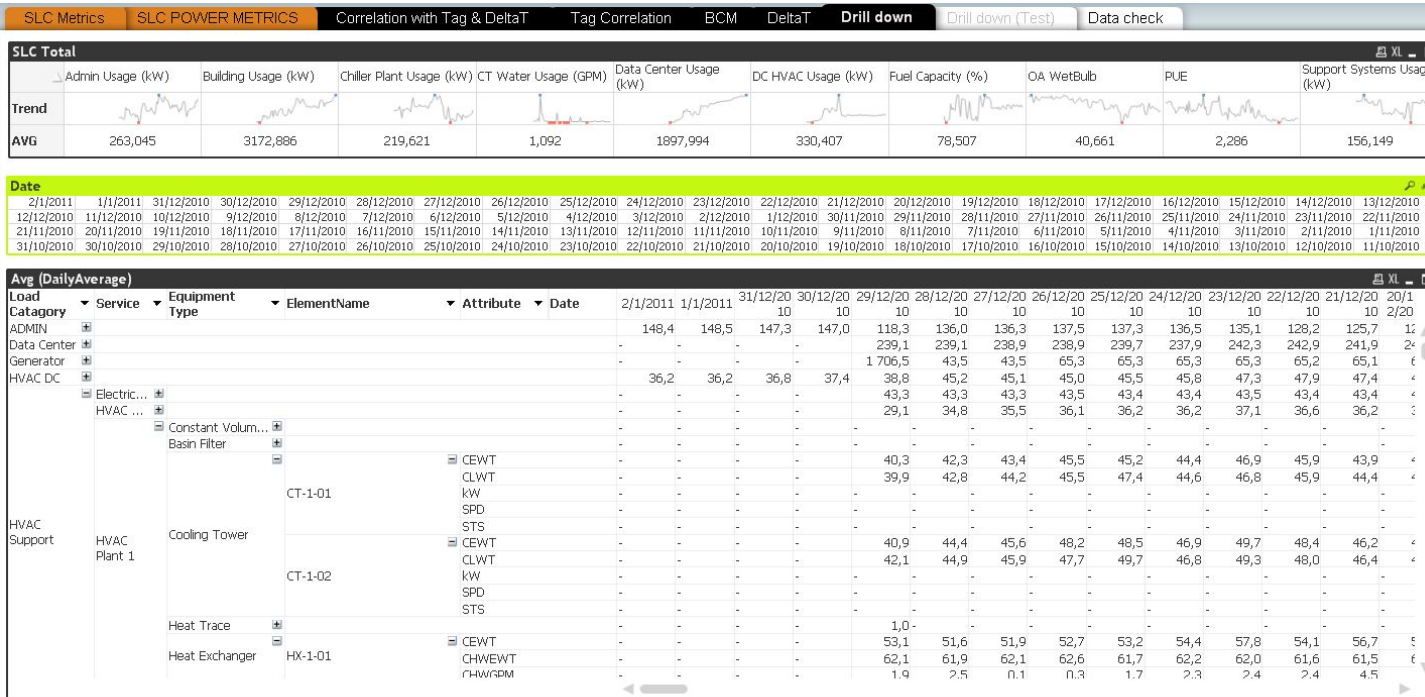 SLC Metrics SLC POWER METRICS Correlation with Tag & DeltaT Tag Correlation BCM DeltaT Drill down Drill down (Test) Data check
SLC Total XL
Admin Usage (kW) Building Usage (kW) Chiller Plant Usage (kW) CT Water Usage (GPM) Data Center Usage (kW) DC HVAC Usage (kW) Fuel Capacity (%) OA WetBulb PUE Support Systems Usag (kW)
Trend
AVG 263,045 3172,886 219,621 1,092 1897,994 330,407 78,507 40,661 2,286 156,149
Date
2/1/2011 1/1/2011 31/12/2010 30/12/2010 29/12/2010 28/12/2010 27/12/2010 26/12/2010 25/12/2010 24/12/2010 23/12/2010 22/12/2010 21/12/2010 20/12/2010 19/12/2010 18/12/2010 17/12/2010 16/12/2010 15/12/2010 14/12/2010 13/12/2010
12/12/2010 11/12/2010 10/12/2010 9/12/2010 8/12/2010 7/12/2010 6/12/2010 5/12/2010 4/12/2010 3/12/2010 2/12/2010 1/12/2010 30/11/2010 29/11/2010 28/11/2010 27/11/2010 26/11/2010 25/11/2010 24/11/2010 23/11/2010 22/11/2010
21/11/2010 20/11/2010 19/11/2010 18/11/2010 17/11/2010 16/11/2010 15/11/2010 14/11/2010 13/11/2010 12/11/2010 11/11/2010 10/11/2010 9/11/2010 8/11/2010 7/11/2010 6/11/2010 5/11/2010 4/11/2010 3/11/2010 2/11/2010 1/11/2010
31/10/2010 30/10/2010 29/10/2010 28/10/2010 27/10/2010 26/10/2010 25/10/2010 24/10/2010 23/10/2010 22/10/2010 21/10/2010 20/10/2010 19/10/2010 18/10/2010 17/10/2010 16/10/2010 15/10/2010 14/10/2010 13/10/2010 12/10/2010 11/10/2010
Avg (DailyAverage) XL
Load Catagory Service Equipment Type ElementName Attribute Date 2/1/2011 1/1/2011 31/12/2010 30/12/2010 29/12/2010 28/12/2010 27/12/2010 26/12/2010 25/12/2010 24/12/2010 23/12/2010 22/12/2010 21/12/2010 20/1 2/20
ADMIN 148,4 148,5 147,3 147,0 118,3 136,0 136,3 137,5 137,3 136,5 135,1 128,2 125,7
Data Center - - - - 239,1 239,1 238,9 238,9 239,7 237,9 242,3 242,9 241,9
Generator - - - - 1 706,5 43,5 43,5 65,3 65,3 65,3 65,3 65,2 65,1
HVAC DC 36,2 36,2 36,8 37,4 38,8 45,2 45,1 45,0 45,5 45,8 47,3 47,9 47,4
Electric... - - - - 43,3 43,3 43,3 43,5 43,4 43,4 43,5 43,4 43,4
HVAC ... - - - - 29,1 34,8 35,5 36,1 36,2 36,2 37,1 36,6 36,2
Constant Volum... - - - - - - - - - - - - -
Basin Filter - - - - - - - - - - - - -
CEWT - - - - 40,3 42,3 43,4 45,5 45,2 44,4 46,9 45,9 43,9
CLWT - - - - 39,9 42,8 44,2 45,5 47,4 44,6 46,8 45,9 44,4
CT-1-01 kW - - - - - - - - - - - - -
SPD - - - - - - - - - - - - -
STS - - - - - - - - - - - - -
HVAC Support HVAC Plant 1 Cooling Tower
CEWT - - - - 40,9 44,4 45,6 48,2 48,5 46,9 49,7 48,4 46,2
CLWT - - - - 42,1 44,9 45,9 47,7 49,7 46,8 49,3 48,0 46,4
CT-1-02 kW - - - - - - - - - - - - -
SPD - - - - - - - - - - - - -
STS - - - - - - - - - - - - -
Heat Trace - - - - 1,0 - - - - - - - -
CEWT - - - - 53,1 51,6 51,9 52,7 53,2 54,4 57,8 54,1 56,7
Heat Exchanger HX-1-01 CHWEWT - - - - 62,1 61,9 62,1 62,6 61,7 62,2 62,0 61,6 61,5
CHWGPM - - - - 1,9 2,5 0,1 0,3 1,7 2,3 2,4 2,4 4,5